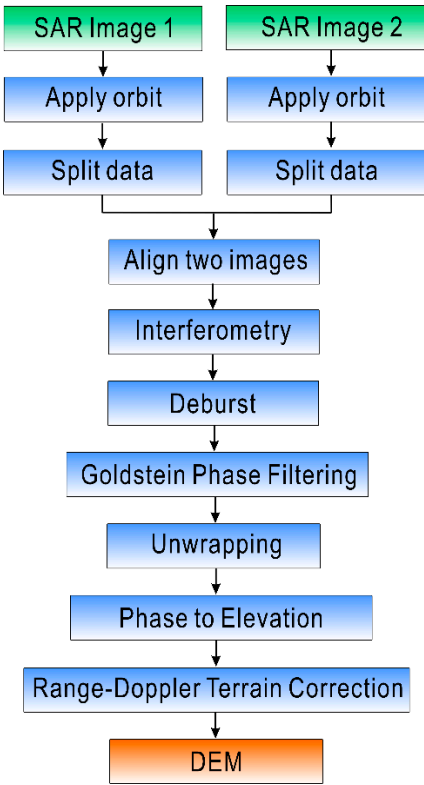 SAR Image 1
SAR Image 2
Apply orbit
Apply orbit
Split data
Split data
Align two images
Interferometry
Deburst
Goldstein Phase Filtering
Unwrapping
Phase to Elevation
Range-Doppler Terrain Correction
DEM